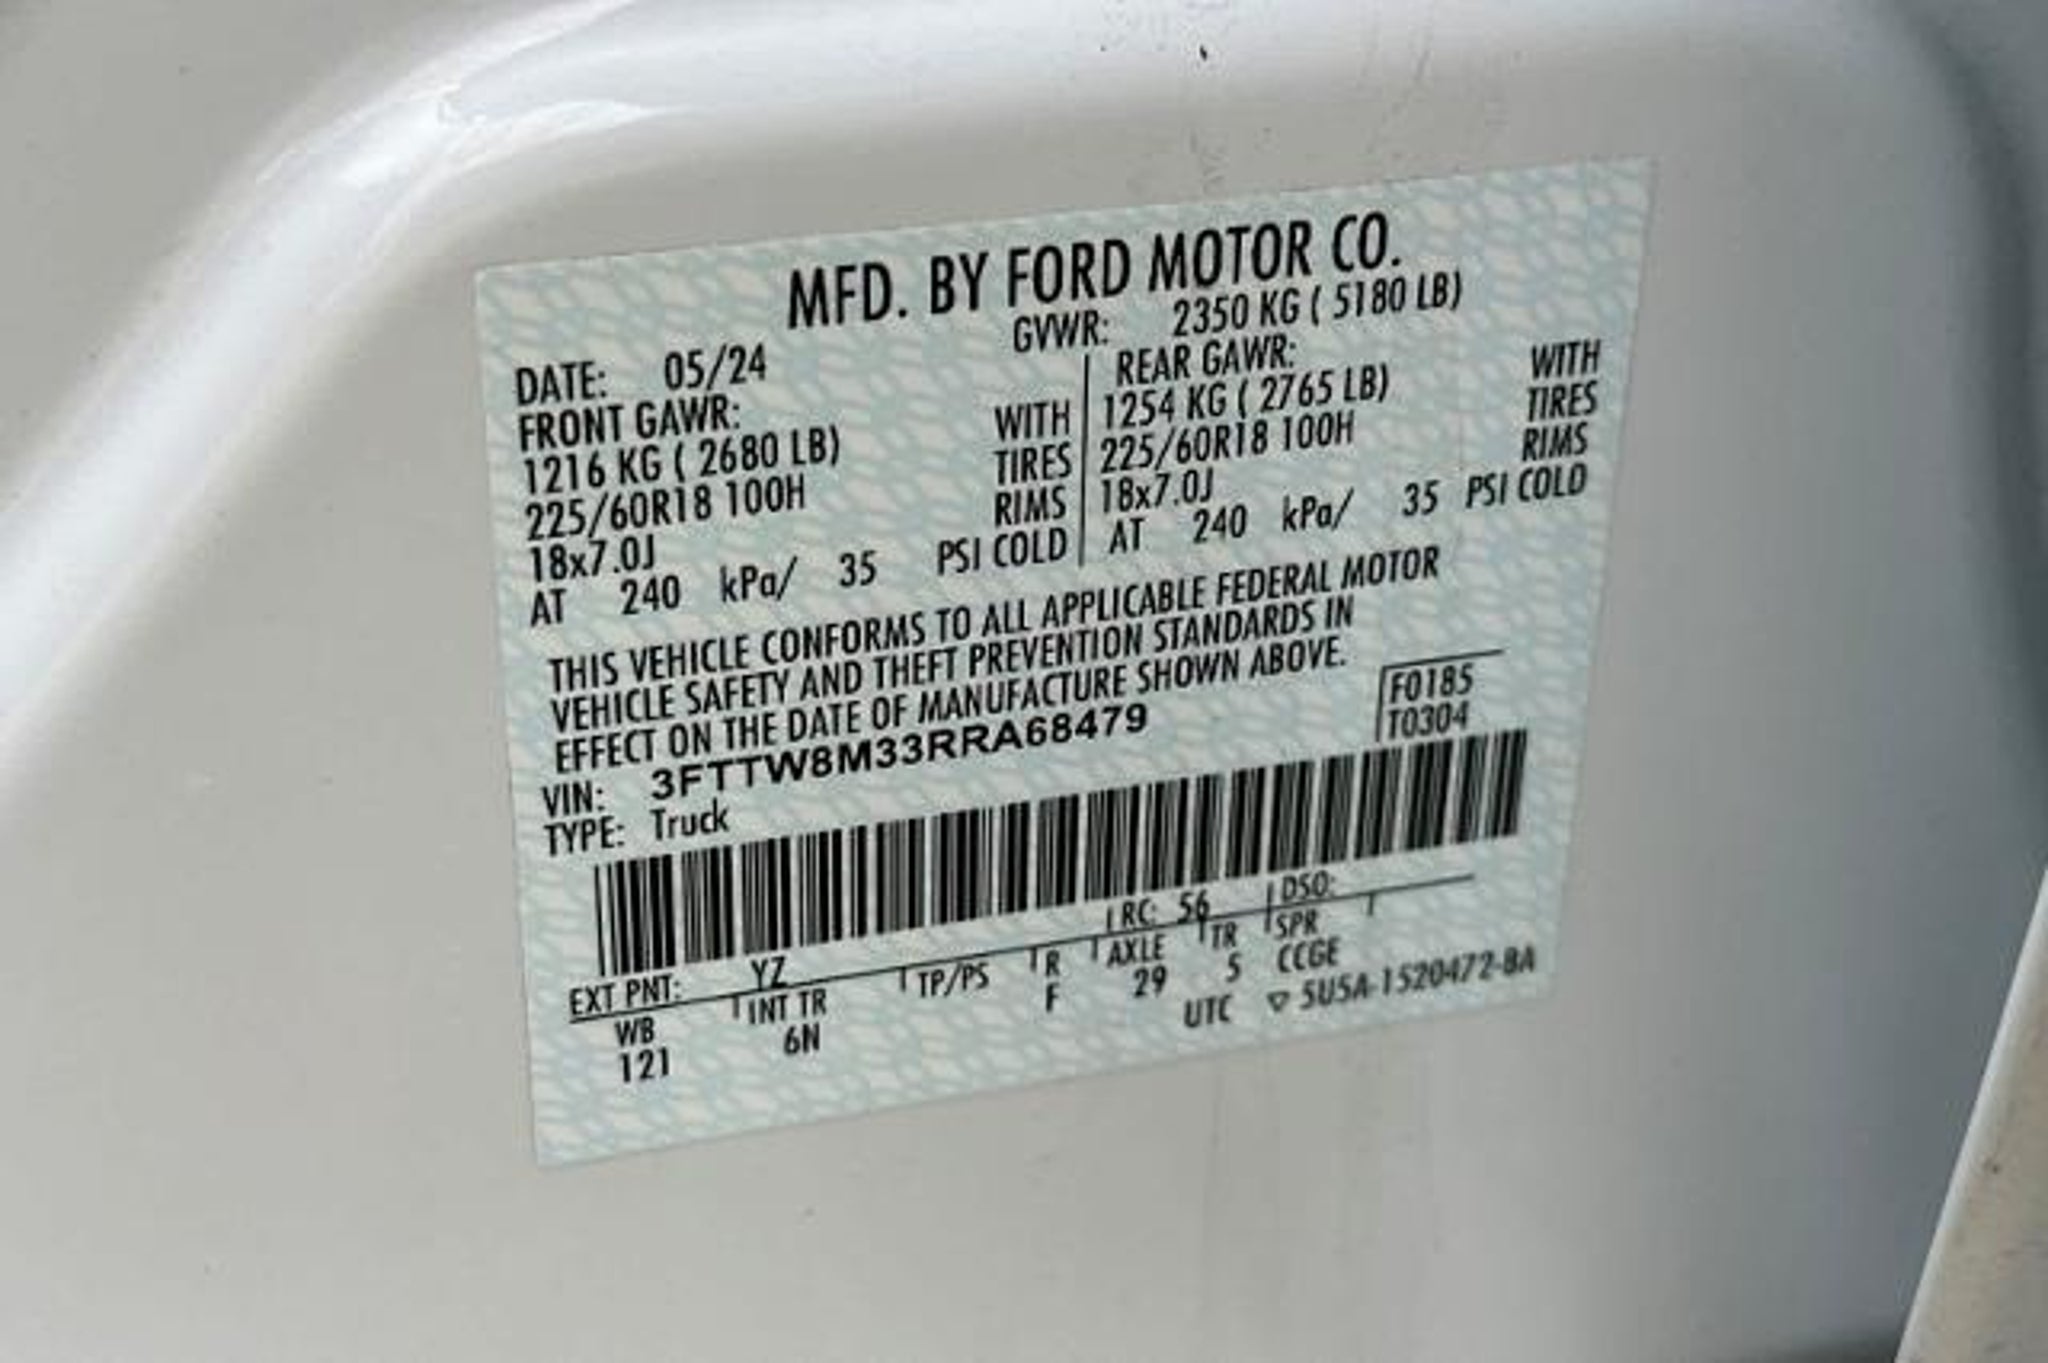 MFD. BY FORD MOTOR CO.
DATE: 05/24 GVWR: 2350 KG ( 5180 LB)
FRONT GAWR: WITH
1216 KG ( 2680 LB) TIRES
225/60R18 100H RIMS
18x7.0J
AT 240 kPa/ 35 PSI COLD
REAR GAWR: WITH
1254 KG ( 2765 LB) TIRES
225/60R18 100H RIMS
18x7.0J
AT 240 kPa/ 35 PSI COLD
THIS VEHICLE CONFORMS TO ALL APPLICABLE FEDERAL MOTOR
VEHICLE SAFETY AND THEFT PREVENTION STANDARDS IN
EFFECT ON THE DATE OF MANUFACTURE SHOWN ABOVE.
F0185
T0304
VIN: 3FTTW8M33RRA68479
TYPE: Truck
EXT PNT: YZ RC: 56 DSO:
WB INT TR TP/PS R AXLE TR SPR
121 6N F 29 5 CCGE
UTC ▽ 5U5A-1520472-BA